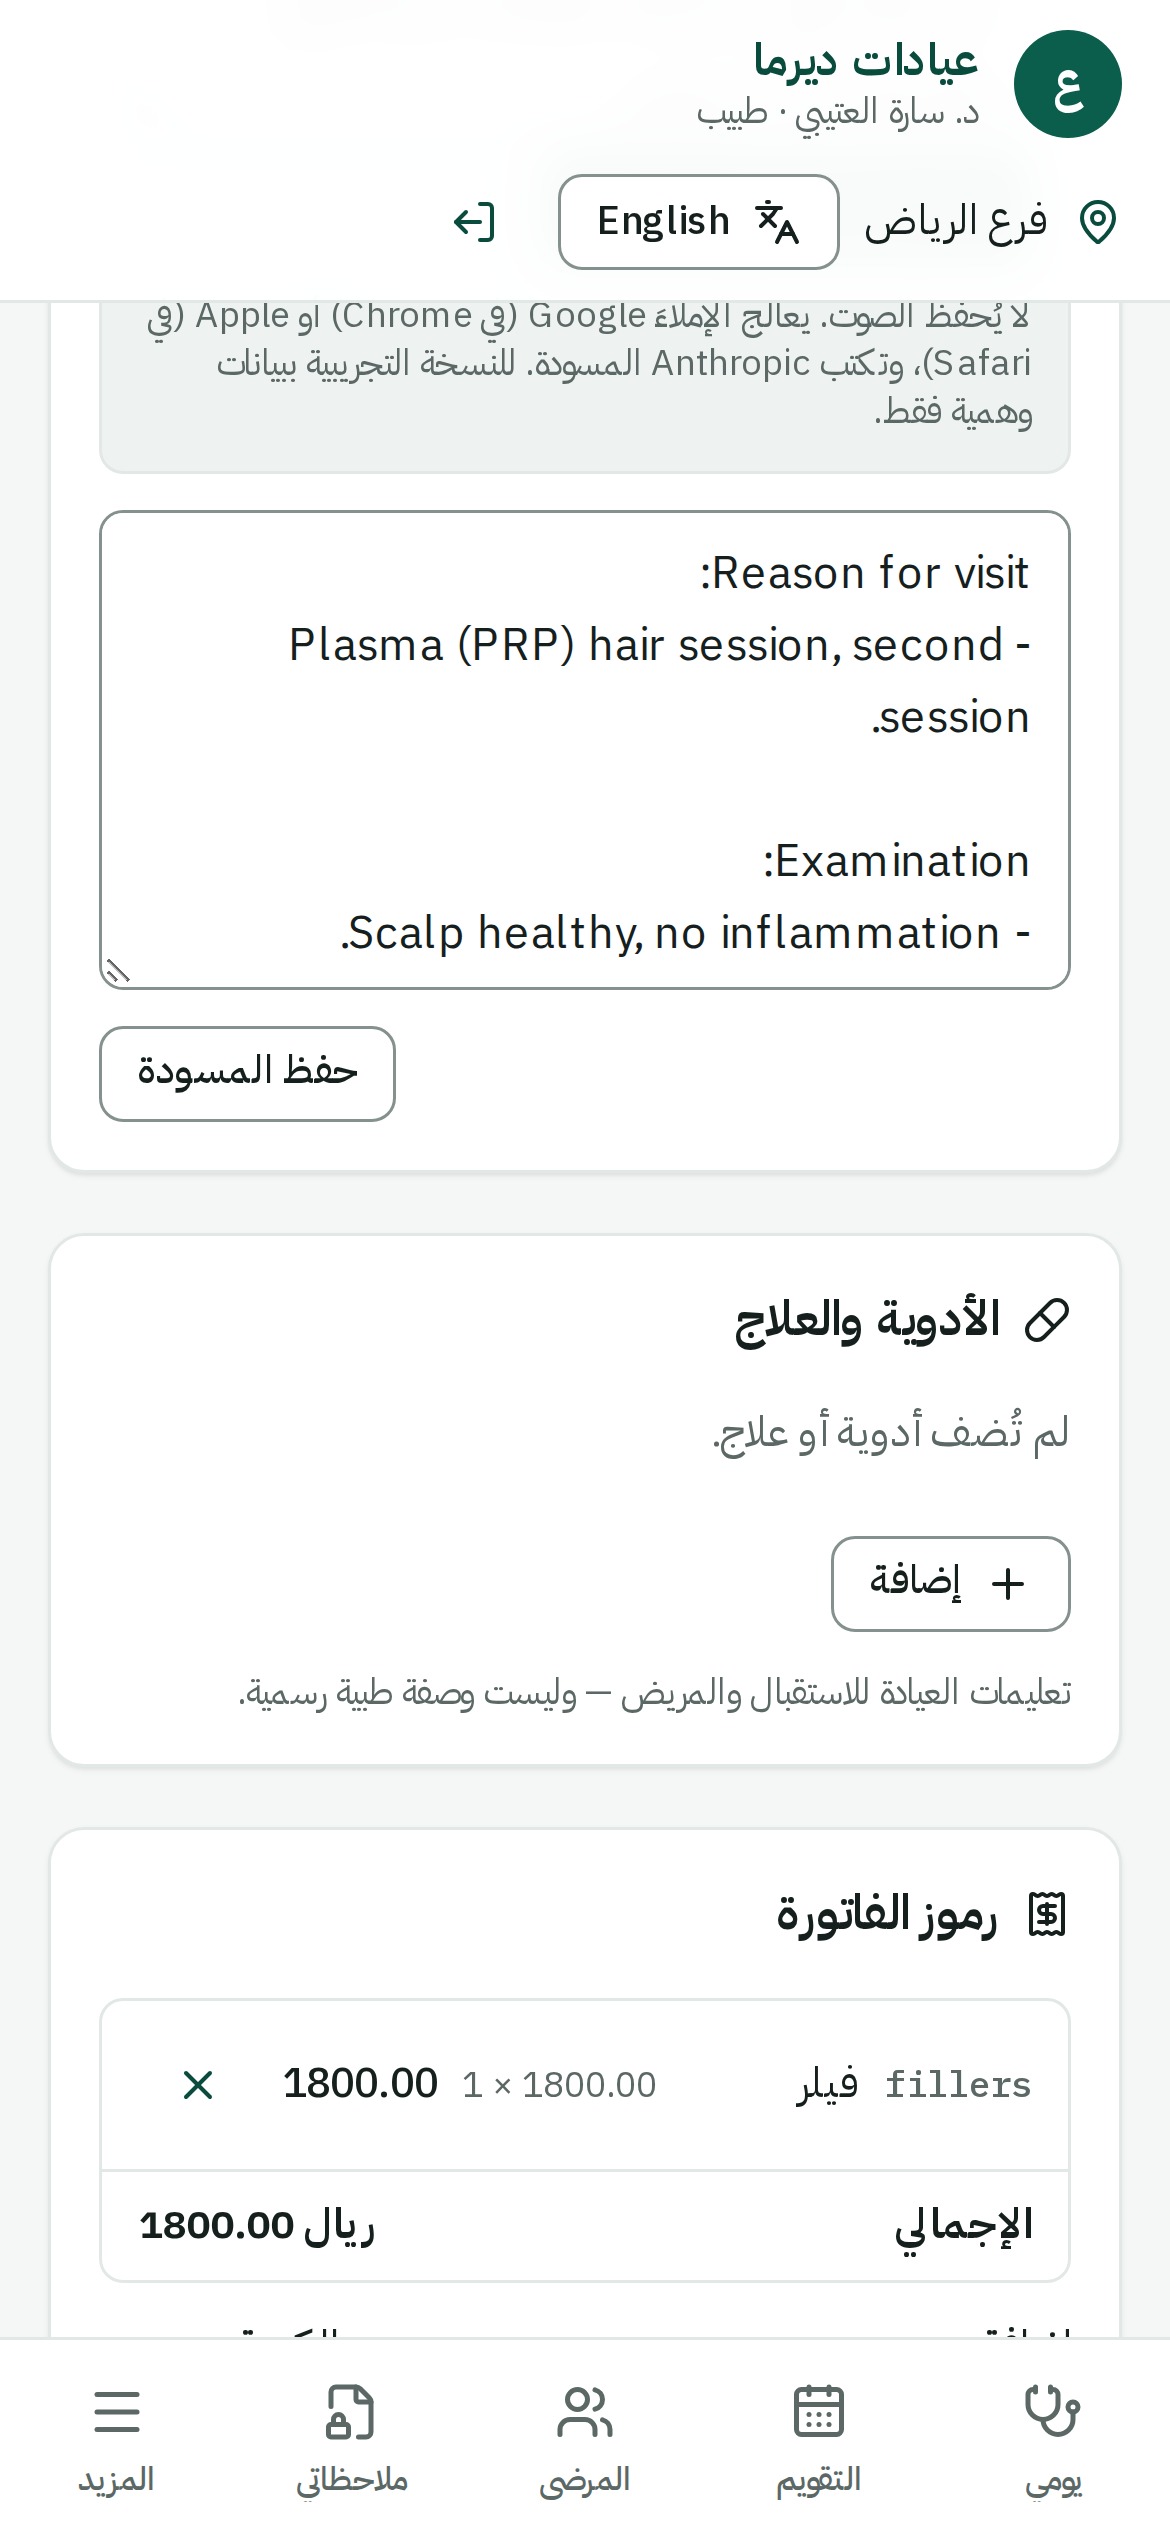 ع
عيادات ديرما
د. سارة العتيبي · طبيب
فرع الرياض
English
لا يُحفظ الصوت. يعالج الإملاءَ Google (في Chrome) أو Apple (في
Safari)، وتكتب Anthropic المسودة. للنسخة التجريبية ببيانات
وهمية فقط.
Reason for visit:
- Plasma (PRP) hair session, second
session.
Examination:
- Scalp healthy, no inflammation.
حفظ المسودة
الأدوية والعلاج
لم تُضف أدوية أو علاج.
إضافة
تعليمات العيادة للاستقبال والمريض — وليست وصفة طبية رسمية.
رموز الفاتورة
fillers فيلر 1 × 1800.00 1800.00
الإجمالي 1800.00 ريال
يومي
التقويم
المرضى
ملاحظاتي
المزيد